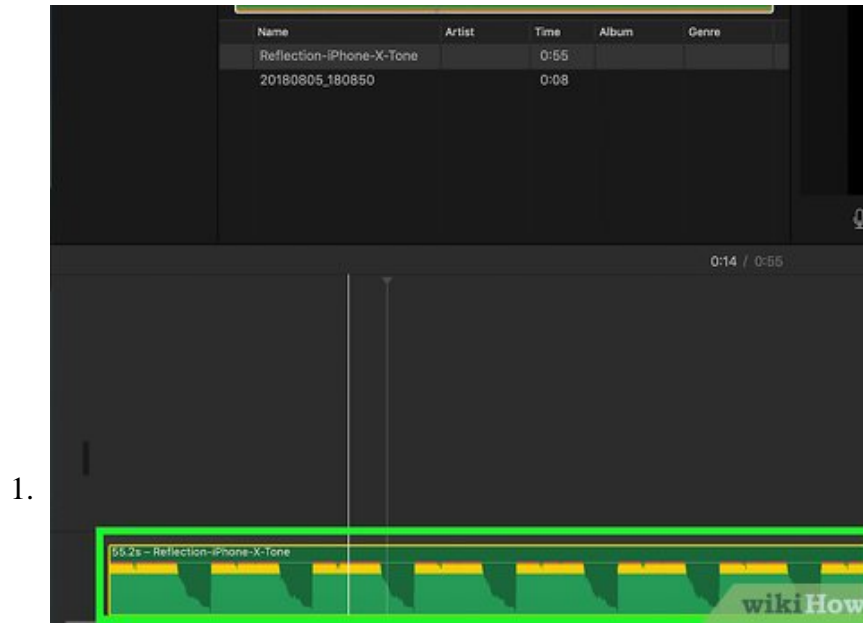 Name Artist Time Album Genre
Reflection-iPhone-X-Tone 0:55
20180805_180850 0:08
0:14 / 0:55
1.
55.2s – Reflection-iPhone-X-Tone
wikiHow